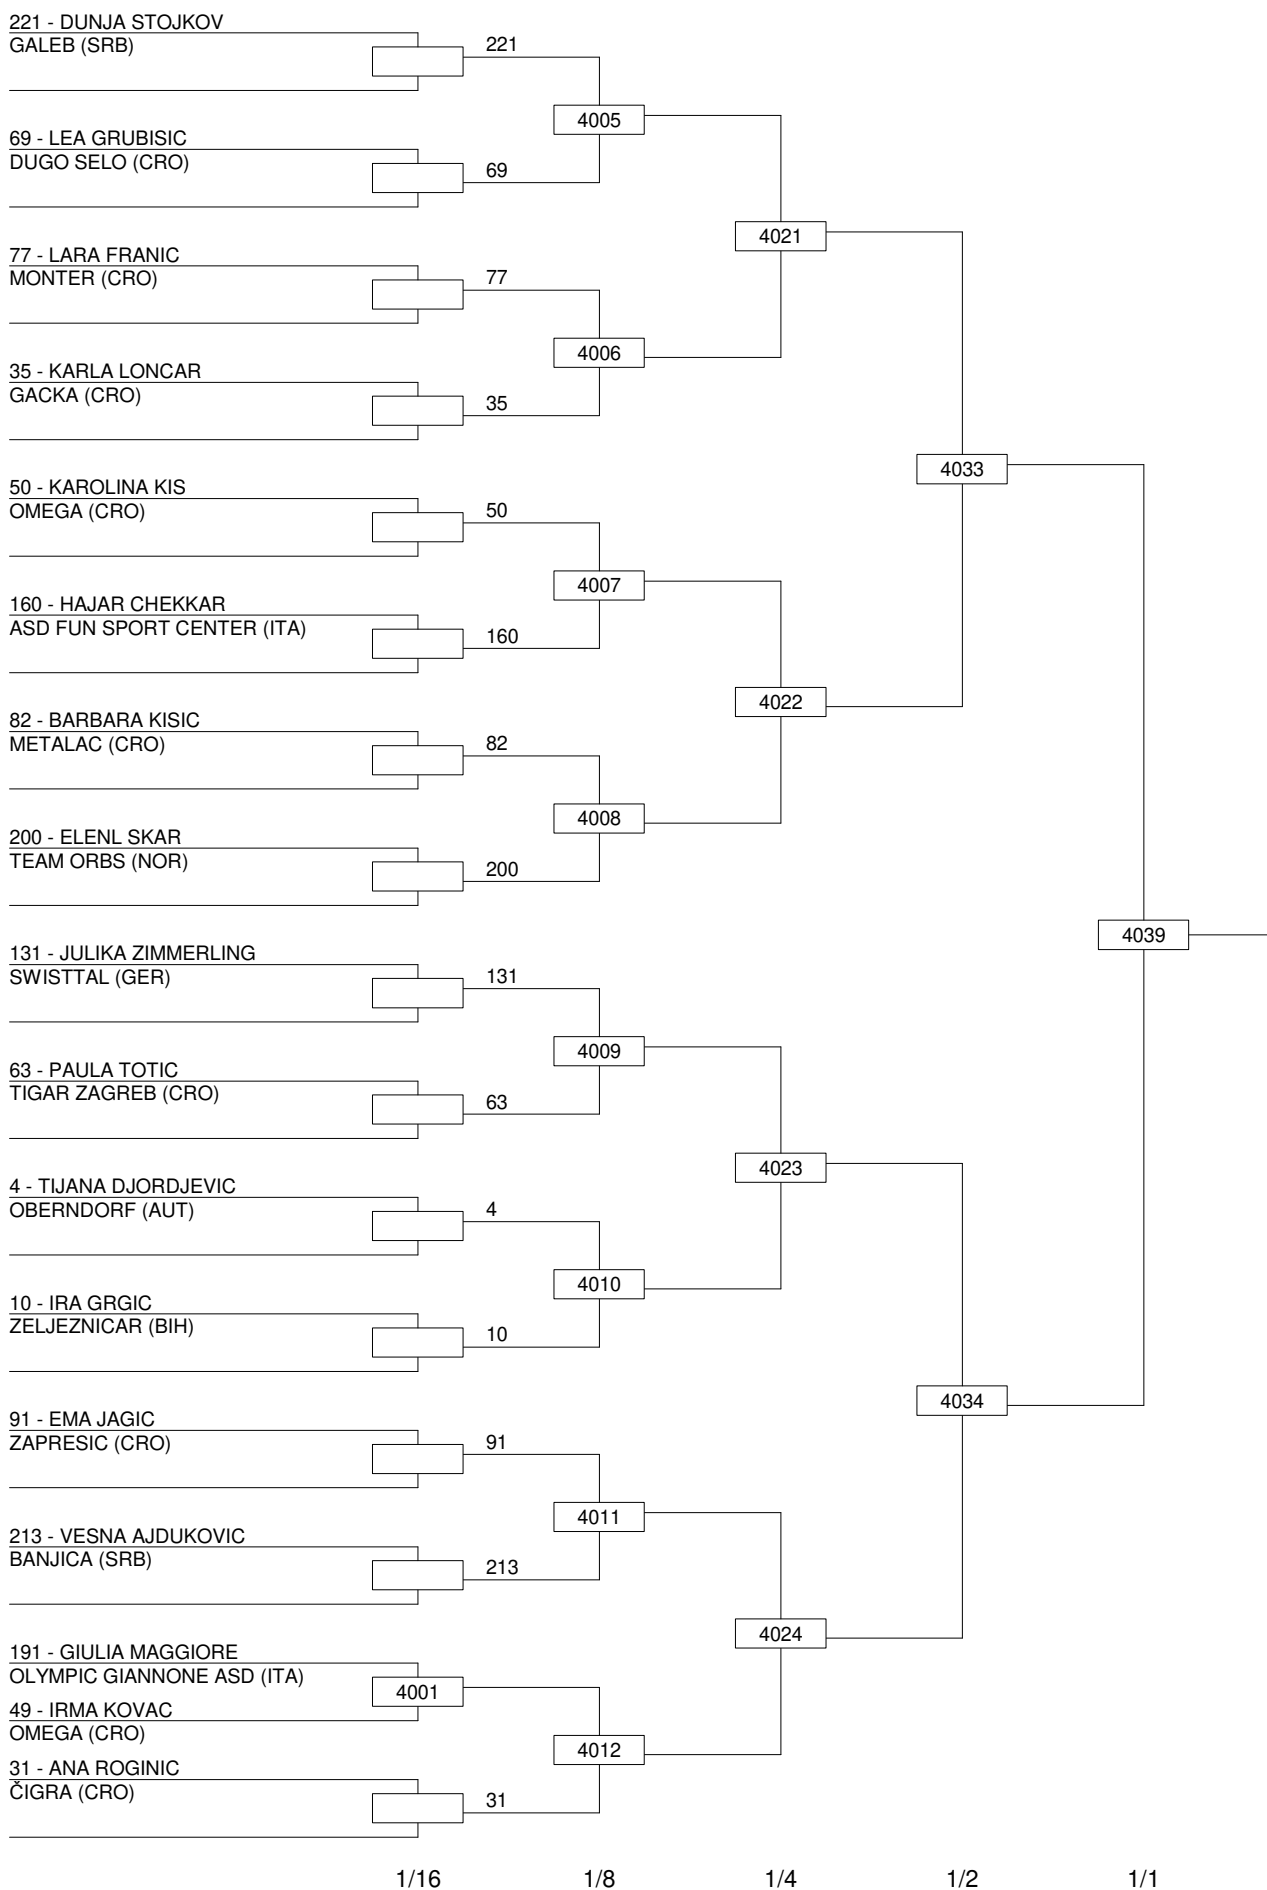 221 - DUNJA STOJKOV
GALEB (SRB)
221
4005
69 - LEA GRUBISIC
DUGO SELO (CRO)
69
4021
77 - LARA FRANIC
MONTER (CRO)
77
4006
35 - KARLA LONCAR
GACKA (CRO)
35
4033
50 - KAROLINA KIS
OMEGA (CRO)
50
4007
160 - HAJAR CHEKKAR
ASD FUN SPORT CENTER (ITA)
160
4022
82 - BARBARA KISIC
METALAC (CRO)
82
4008
200 - ELENL SKAR
TEAM ORBS (NOR)
200
4039
131 - JULIKA ZIMMERLING
SWISTTAL (GER)
131
4009
63 - PAULA TOTIC
TIGAR ZAGREB (CRO)
63
4023
4 - TIJANA DJORDJEVIC
OBERNDORF (AUT)
4
4010
10 - IRA GRGIC
ZELJEZNICAR (BIH)
10
4034
91 - EMA JAGIC
ZAPRESIC (CRO)
91
4011
213 - VESNA AJDUKOVIC
BANJICA (SRB)
213
4024
191 - GIULIA MAGGIORE
OLYMPIC GIANNONE ASD (ITA)
4001
49 - IRMA KOVAC
OMEGA (CRO)
4012
31 - ANA ROGINIC
ČIGRA (CRO)
31
1/16 1/8 1/4 1/2 1/1